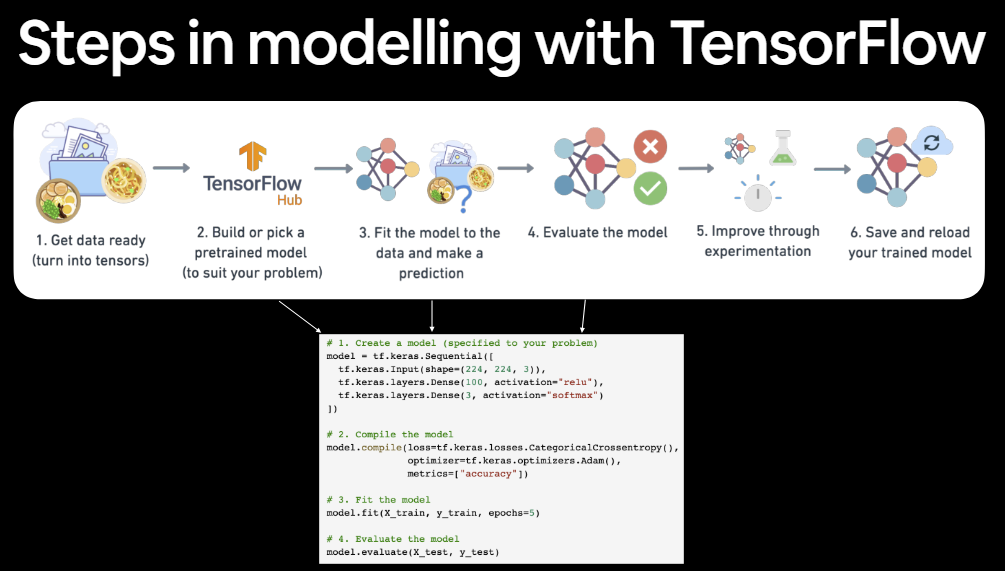 Steps in modelling with TensorFlow
1. Get data ready
(turn into tensors)
TensorFlow
Hub
2. Build or pick a
pretrained model
(to suit your problem)
?
3. Fit the model to the
data and make a
prediction
4. Evaluate the model
5. Improve through
experimentation
6. Save and reload
your trained model
# 1. Create a model (specified to your problem)
model = tf.keras.Sequential([
  tf.keras.Input(shape=(224, 224, 3)),
  tf.keras.layers.Dense(100, activation="relu"),
  tf.keras.layers.Dense(3, activation="softmax")
])
# 2. Compile the model
model.compile(loss=tf.keras.losses.CategoricalCrossentropy(),
              optimizer=tf.keras.optimizers.Adam(),
              metrics=["accuracy"])
# 3. Fit the model
model.fit(X_train, y_train, epochs=5)
# 4. Evaluate the model
model.evaluate(X_test, y_test)